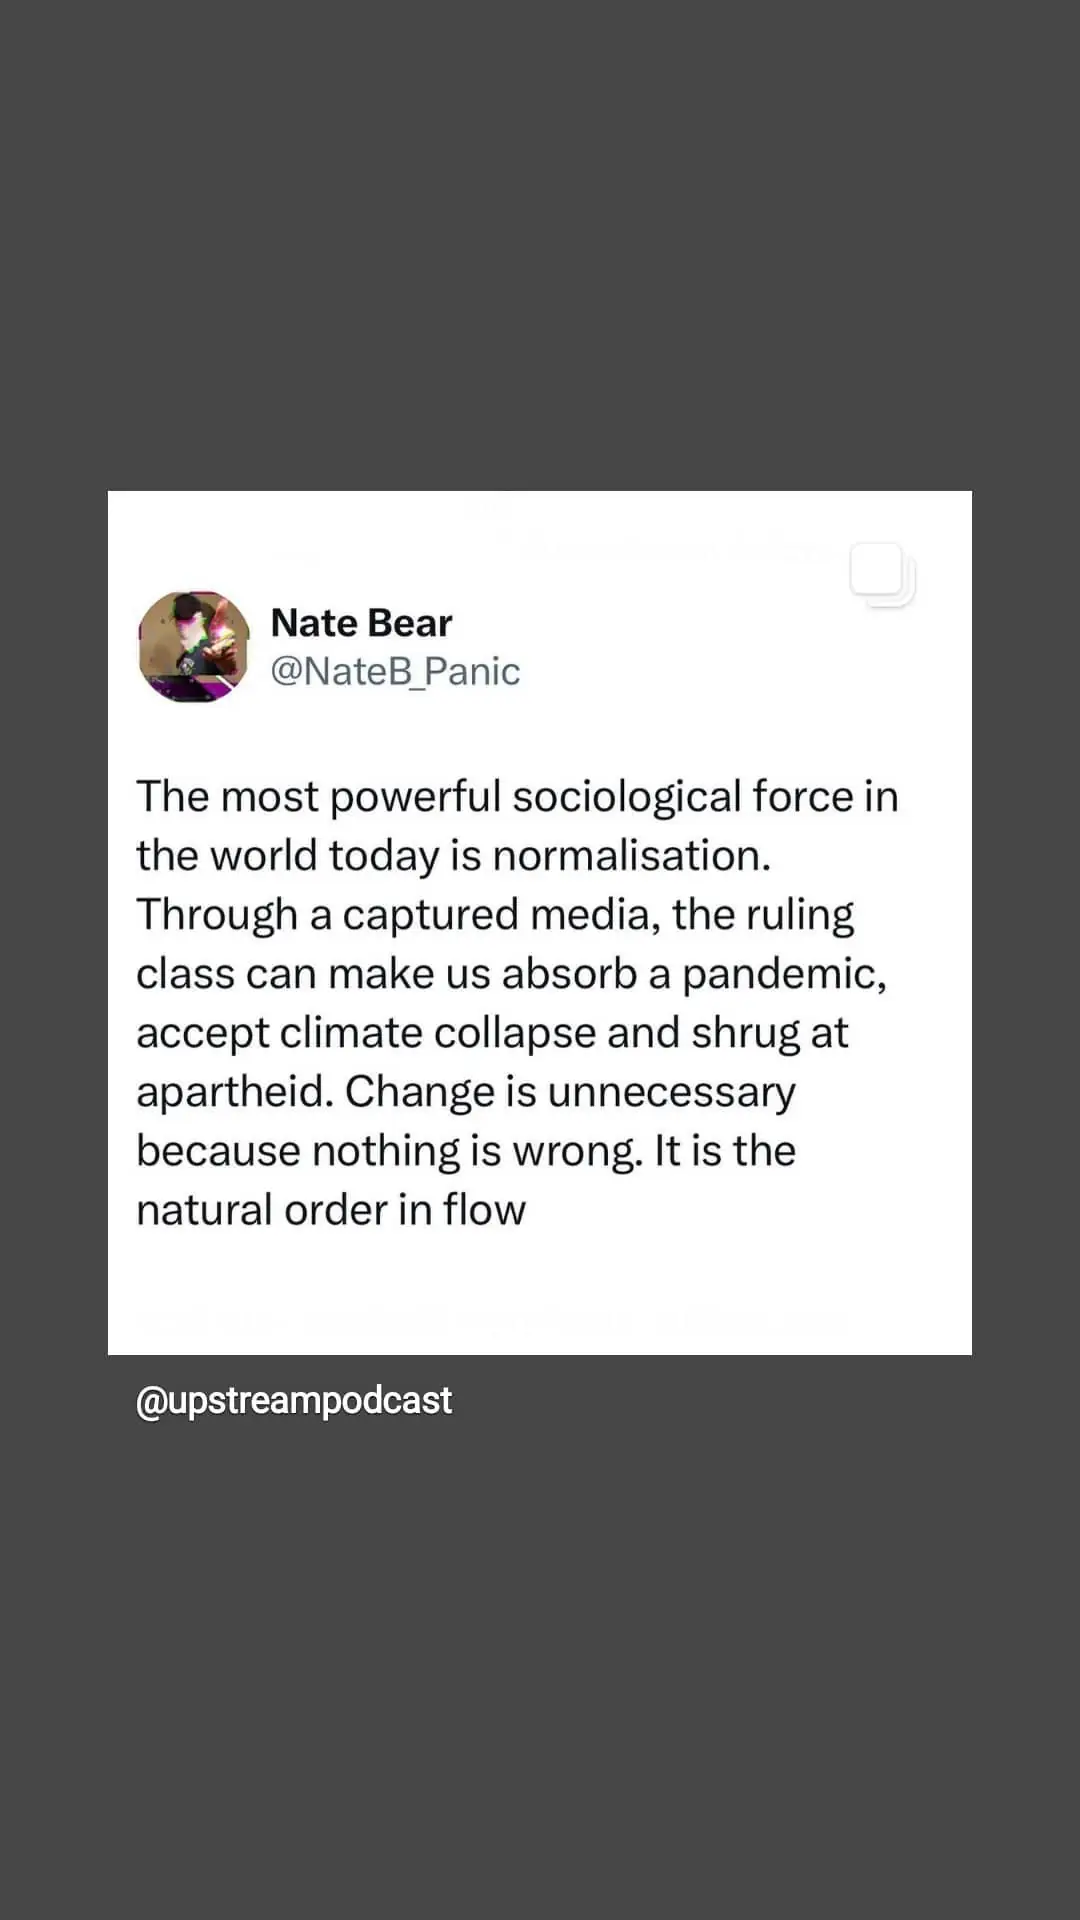 Nate Bear
@NateB_Panic
The most powerful sociological force in
the world today is normalisation.
Through a captured media, the ruling
class can make us absorb a pandemic,
accept climate collapse and shrug at
apartheid. Change is unnecessary
because nothing is wrong. It is the
natural order in flow
@upstreampodcast